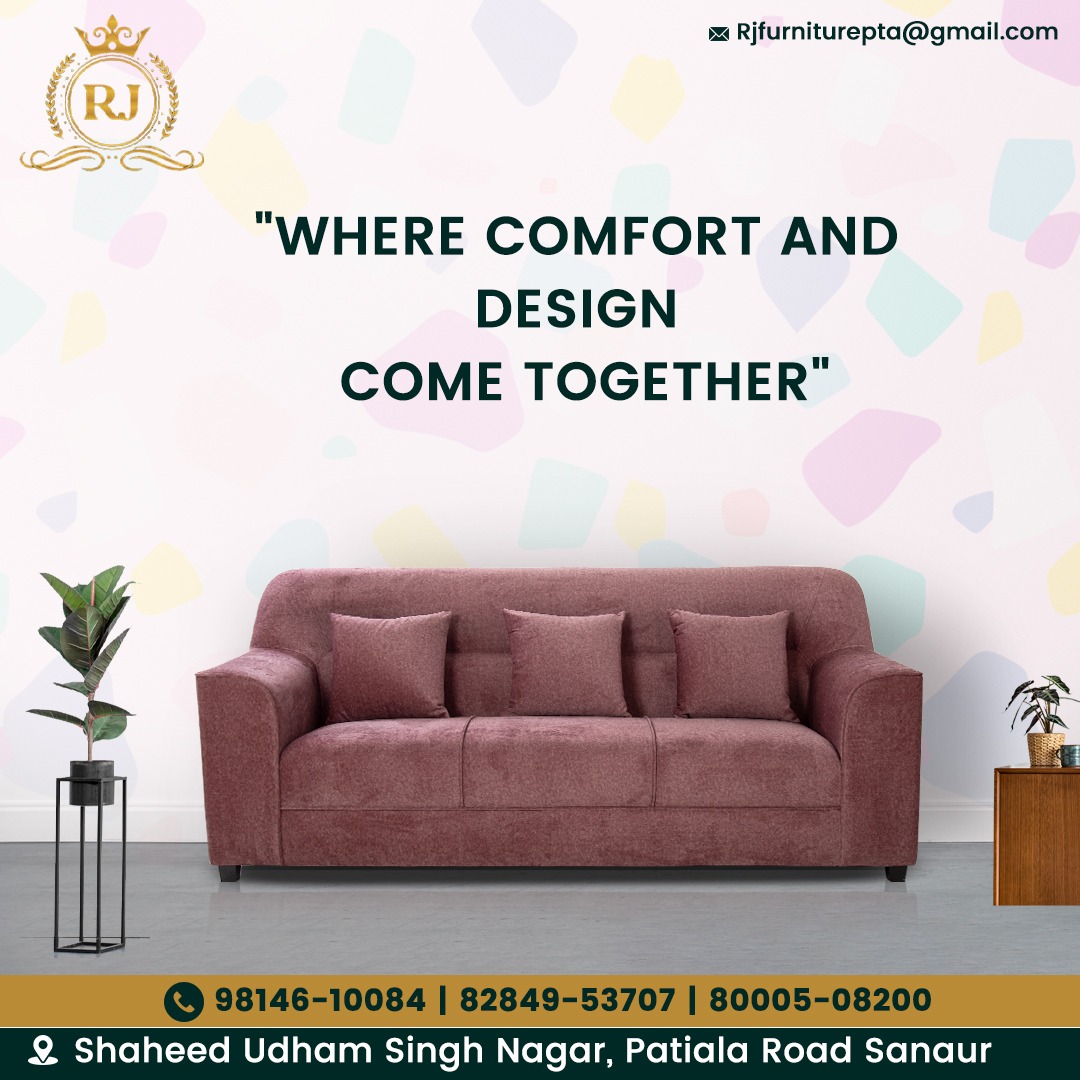 RJ
Rjfurniturepta@gmail.com
"WHERE COMFORT AND
DESIGN
COME TOGETHER"
98146-10084 | 82849-53707 | 80005-08200
Shaheed Udham Singh Nagar, Patiala Road Sanaur